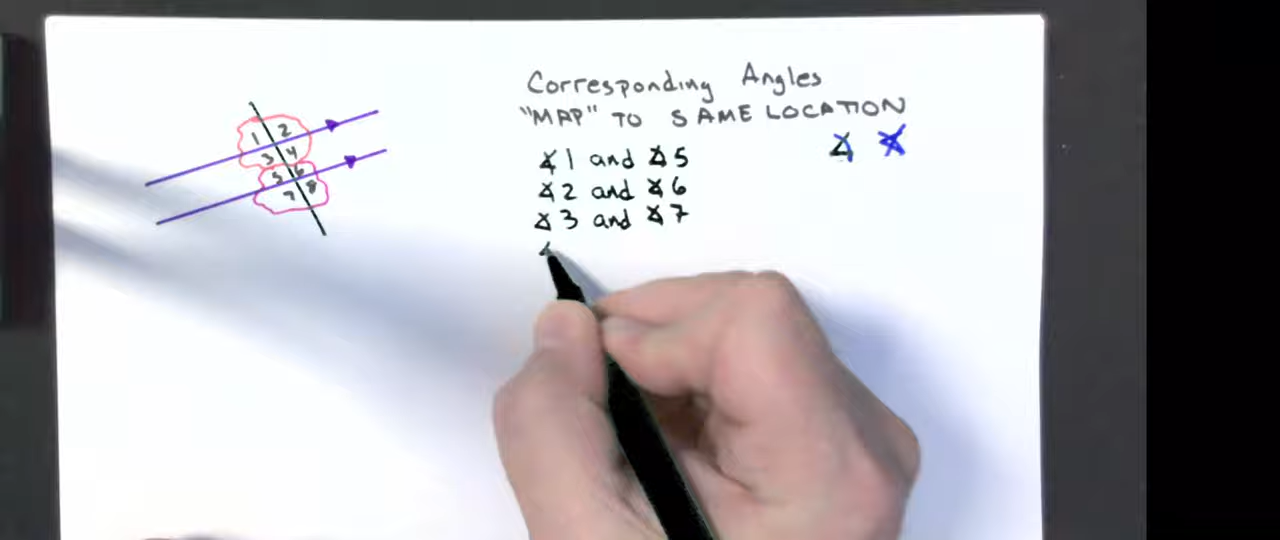 Corresponding Angles
"MAP" TO SAME LOCATION
∡1 and ∡5
∡ ∡
∡2 and ∡6
∡3 and ∡7
∡
1 2
3 4
5 6
7 8